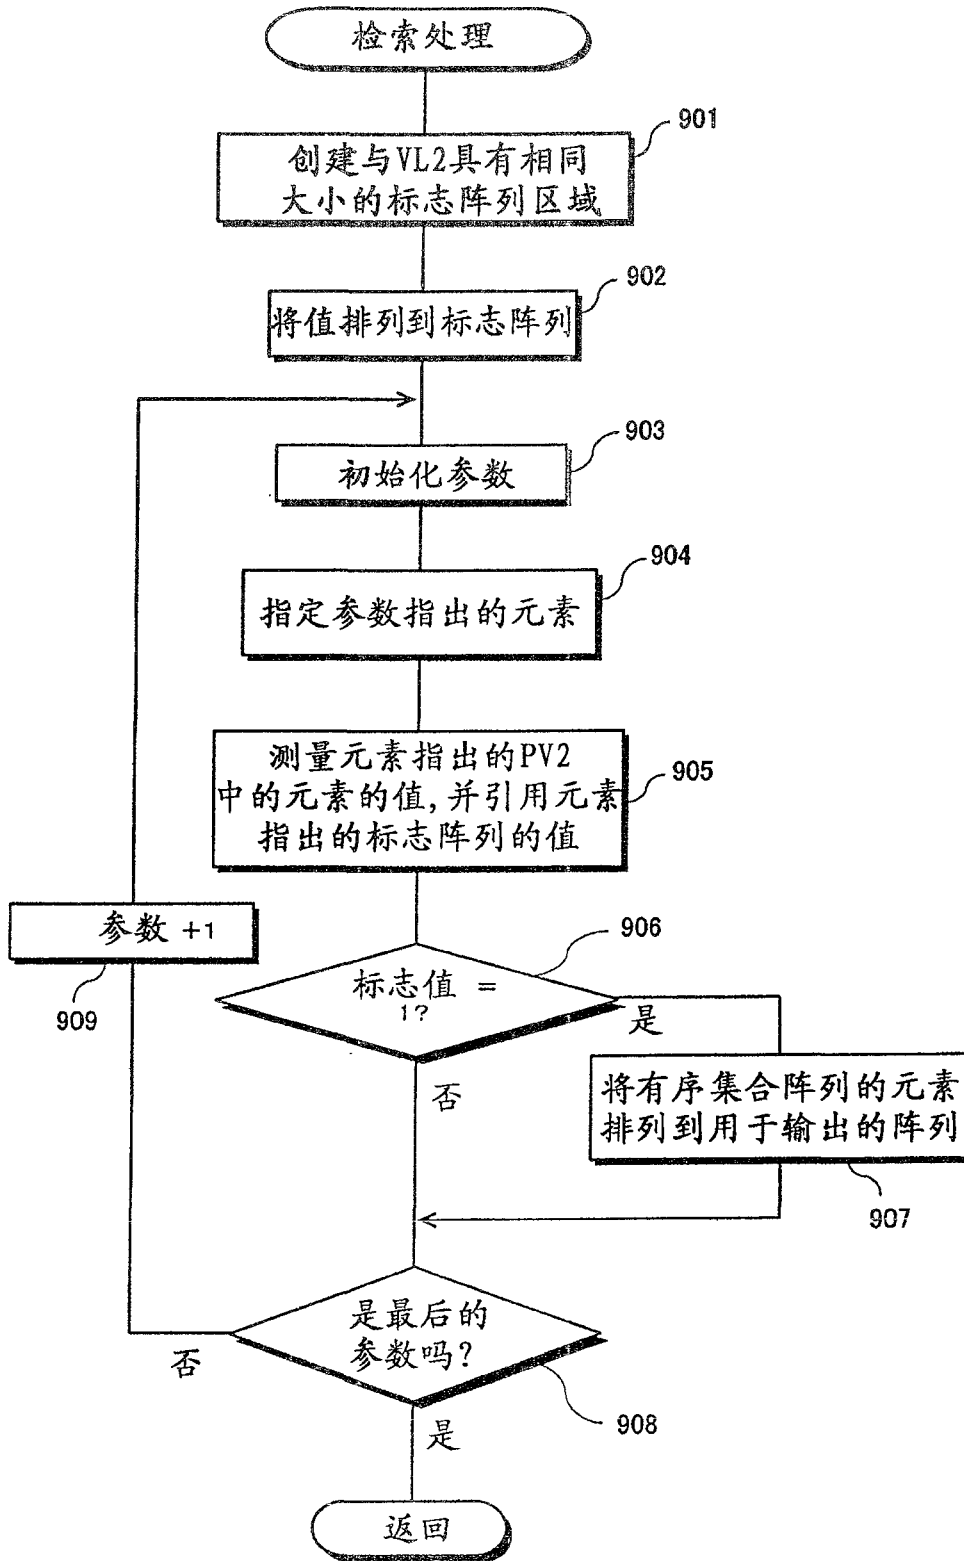 检索处理
901
创建与VL2具有相同
大小的标志阵列区域
902
将值排列到标志阵列
903
初始化参数
904
指定参数指出的元素
905
测量元素指出的PV2
中的元素的值,并引用元素
指出的标志阵列的值
参数 +1
909
906
标志值 =
1?
是
否
将有序集合阵列的元素
排列到用于输出的阵列
907
是最后的
参数吗?
否
908
是
返回